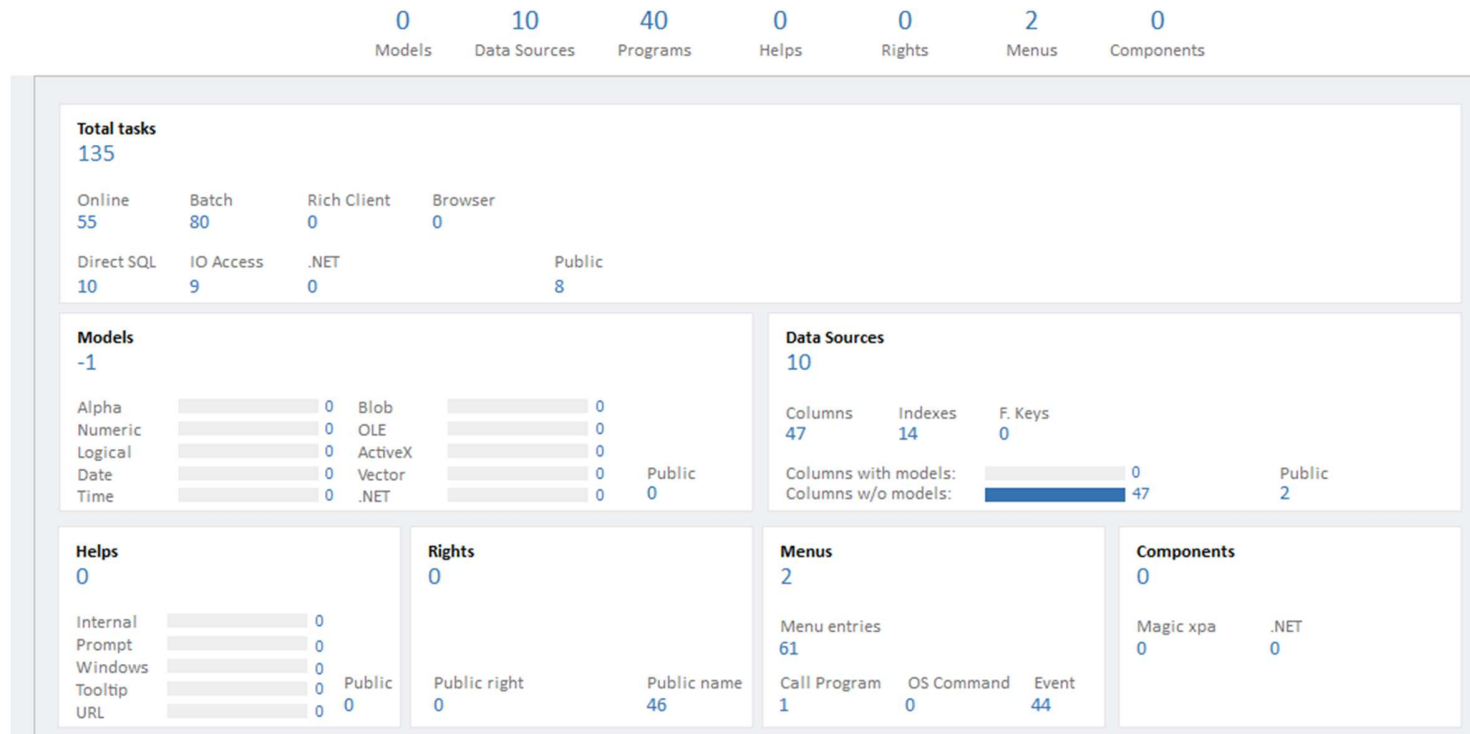 0 10 40 0 0 2 0
Models Data Sources Programs Helps Rights Menus Components
Total tasks
135
Online Batch Rich Client Browser
55 80 0 0
Direct SQL IO Access .NET Public
10 9 0 8
Models
-1
Alpha 0 Blob 0
Numeric 0 OLE 0
Logical 0 ActiveX 0
Date 0 Vector 0 Public
Time 0 .NET 0 0
Data Sources
10
Columns Indexes F. Keys
47 14 0
Columns with models: 0 Public
Columns w/o models: 47 2
Helps
0
Internal 0
Prompt 0
Windows 0
Tooltip 0 Public
URL 0 0
Rights
0
Public right Public name
0 46
Menus
2
Menu entries
61
Call Program OS Command Event
1 0 44
Components
0
Magic xpa .NET
0 0